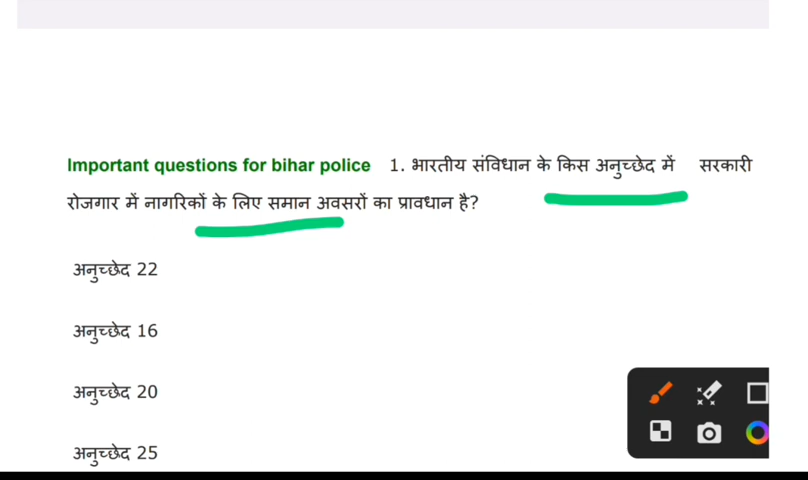 Important questions for bihar police 1. भारतीय संविधान के किस अनुच्छेद में सरकारी
रोजगार में नागरिकों के लिए समान अवसरों का प्रावधान है?
अनुच्छेद 22
अनुच्छेद 16
अनुच्छेद 20
अनुच्छेद 25